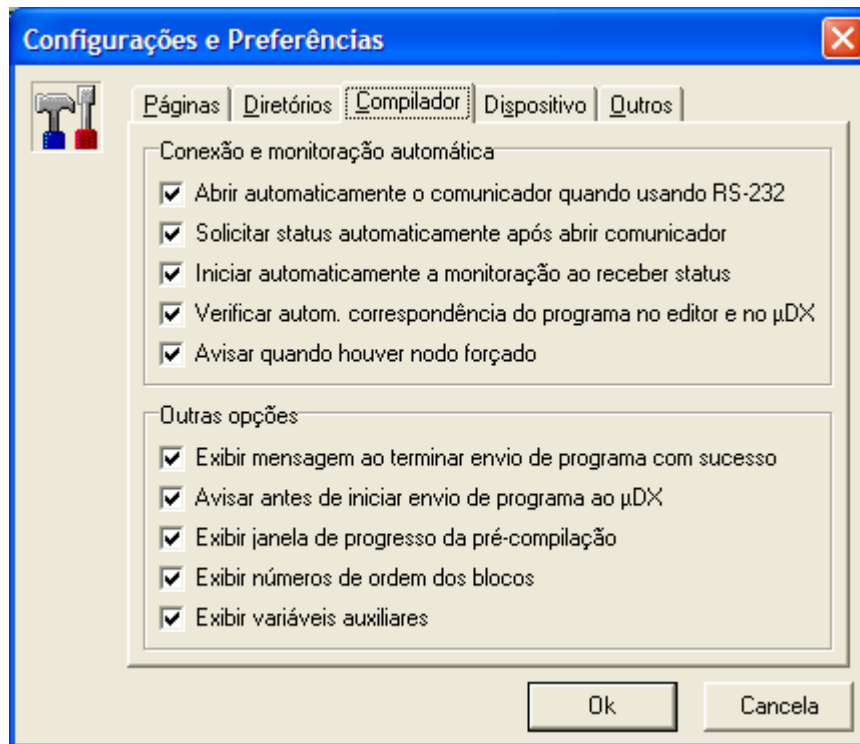 Configurações e Preferências
Páginas Diretórios Compilador Dispositivo Outros
Conexão e monitoração automática
Abrir automaticamente o comunicador quando usando RS-232
Solicitar status automaticamente após abrir comunicador
Iniciar automaticamente a monitoração ao receber status
Verificar autom. correspondência do programa no editor e no µDX
Avisar quando houver nodo forçado
Outras opções
Exibir mensagem ao terminar envio de programa com sucesso
Avisar antes de iniciar envio de programa ao µDX
Exibir janela de progresso da pré-compilação
Exibir números de ordem dos blocos
Exibir variáveis auxiliares
Ok Cancela